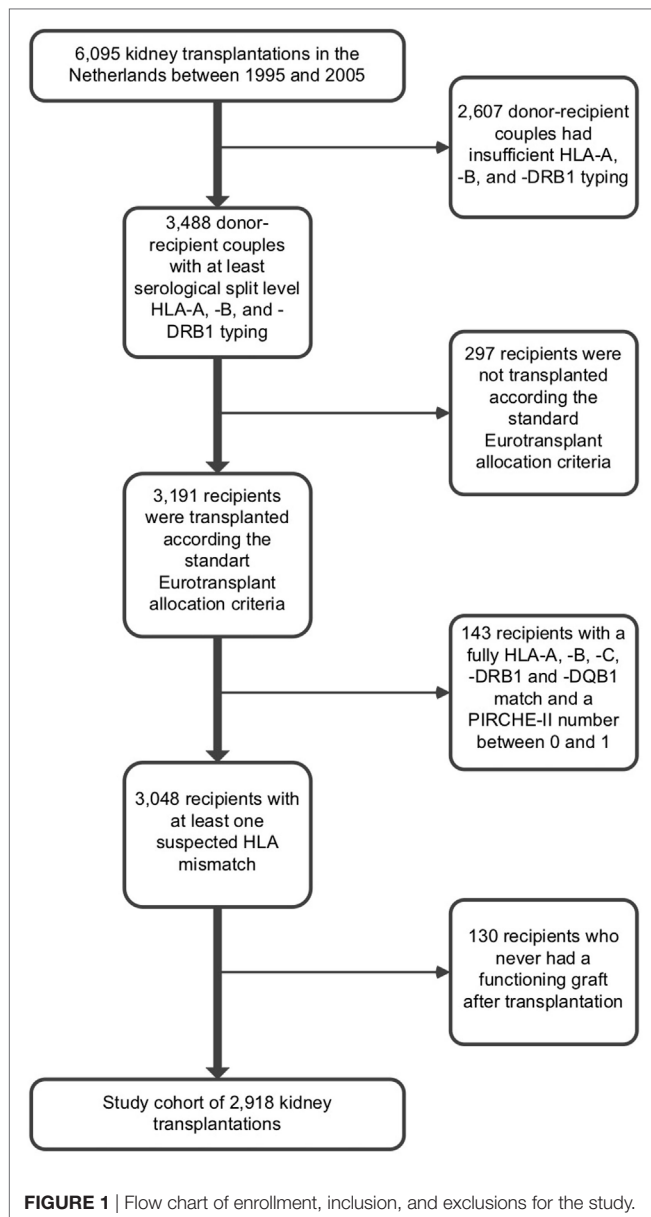 6,095 kidney transplantations in the
Netherlands between 1995 and 2005
2,607 donor-recipient
couples had
insufficient HLA-A,
-B, and -DRB1 typing
3,488 donor-
recipient couples
with at least
serological split level
HLA-A, -B, and -
DRB1 typing
297 recipients were
not transplanted
according the
standard
Eurotransplant
allocation criteria
3,191 recipients
were transplanted
according the
standart
Eurotransplant
allocation criteria
143 recipients with a
fully HLA-A, -B, -C,
-DRB1 and -DQB1
match and a
PIRCHE-II number
between 0 and 1
3,048 recipients with
at least one
suspected HLA
mismatch
130 recipients who
never had a
functioning graft
after transplantation
Study cohort of 2,918 kidney
transplantations
FIGURE 1 | Flow chart of enrollment, inclusion, and exclusions for the study.